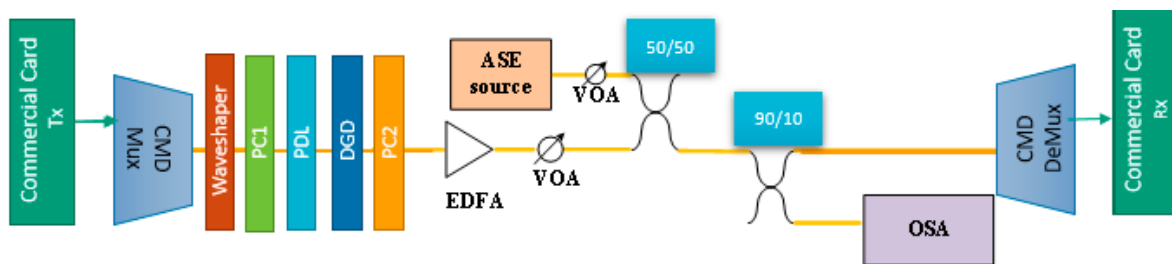 Commercial Card
Tx
CMD
Mux
Waveshaper
PC1
PDL
DGD
PC2
EDFA
VOA
ASE
source
VOA
50/50
90/10
OSA
CMD
DeMux
Commercial Card
Rx